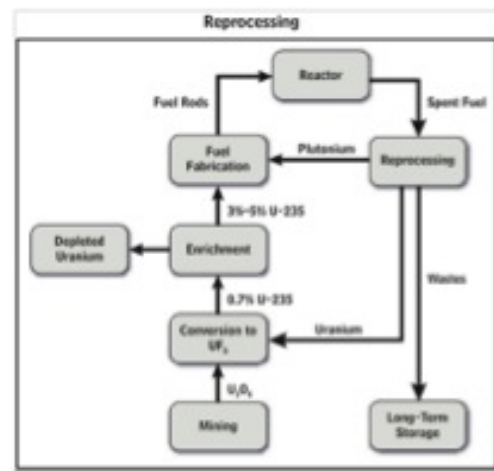 Reprocessing
Reactor
Fuel Rods
Spent Fuel
Fuel
Fabrication
Plutonium
Reprocessing
3%-5% U-235
Depleted
Uranium
Enrichment
Wastes
0.7% U-235
Conversion to
UF₆
Uranium
U₃O₈
Mining
Long-Term
Storage